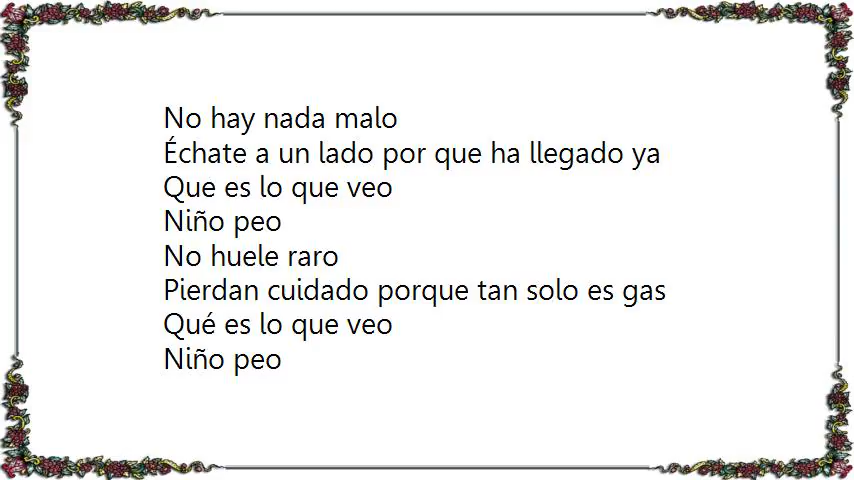 No hay nada malo
Échate a un lado por que ha llegado ya
Que es lo que veo
Niño peo
No huele raro
Pierdan cuidado porque tan solo es gas
Qué es lo que veo
Niño peo